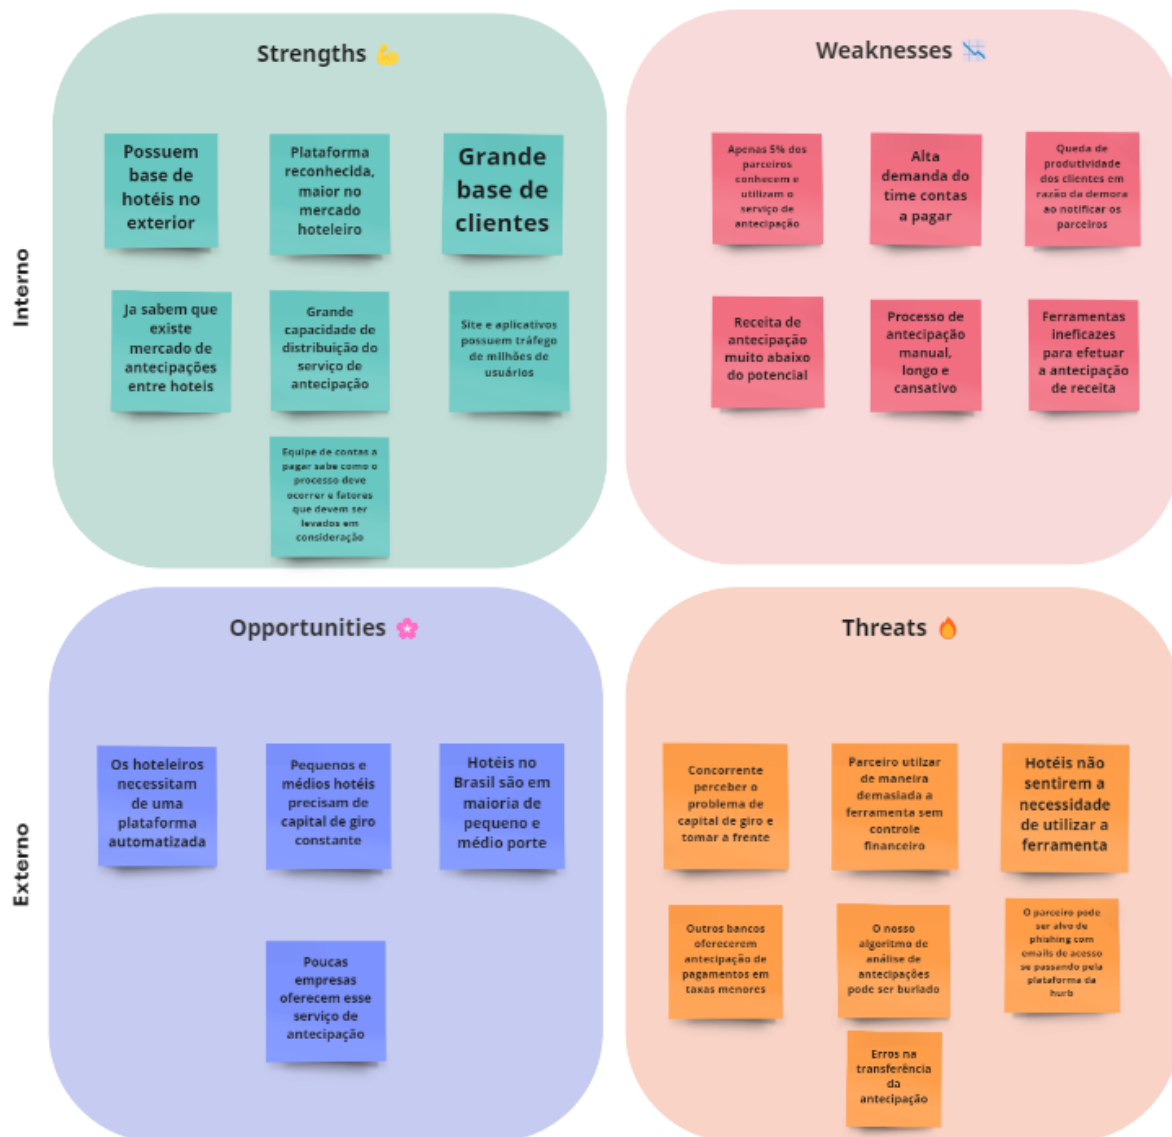 Strengths 💪
Weaknesses 📉
Interno
Possuem
base de
hotéis no
exterior
Plataforma
reconhecida,
maior no
mercado
hoteleiro
Grande
base de
clientes
Ja sabem que
existe
mercado de
antecipações
entre hoteis
Grande
capacidade de
distribuição do
serviço de
antecipação
Site e aplicativos
possuem tráfego
de milhões de
usuários
Equipe de contas a
pagar sabe como o
processo deve
ocorrer e fatores
que devem ser
levados em
consideração
Apenas 5% dos
parceiros
conhecem e
utilizam o
serviço de
antecipação
Alta
demanda do
time contas
a pagar
Queda de
produtividade
dos clientes em
razão da demora
ao notificar os
parceiros
Receita de
antecipação
muito abaixo
do potencial
Processo de
antecipação
manual,
longo e
cansativo
Ferramentas
ineficazes
para efetuar
a antecipação
de receita
Opportunities 🌸
Threats 🔥
Externo
Os hoteleiros
necessitam
de uma
plataforma
automatizada
Pequenos e
médios hotéis
precisam de
capital de giro
constante
Hotéis no
Brasil são em
maioria de
pequeno e
médio porte
Poucas
empresas
oferecem esse
serviço de
antecipação
Concorrente
perceber o
problema de
capital de giro e
tomar a frente
Parceiro utilzar
de maneira
demasiada a
ferramenta sem
controle
financeiro
Hotéis não
sentirem a
necessidade
de utilizar a
ferramenta
Outros bancos
oferecerem
antecipação de
pagamentos em
taxas menores
O nosso
algoritmo de
análise de
antecipações
pode ser burlado
O parceiro pode
ser alvo de
phishing com
emails de acesso
se passando pela
plataforma da
hurb
Erros na
transferência
da
antecipação